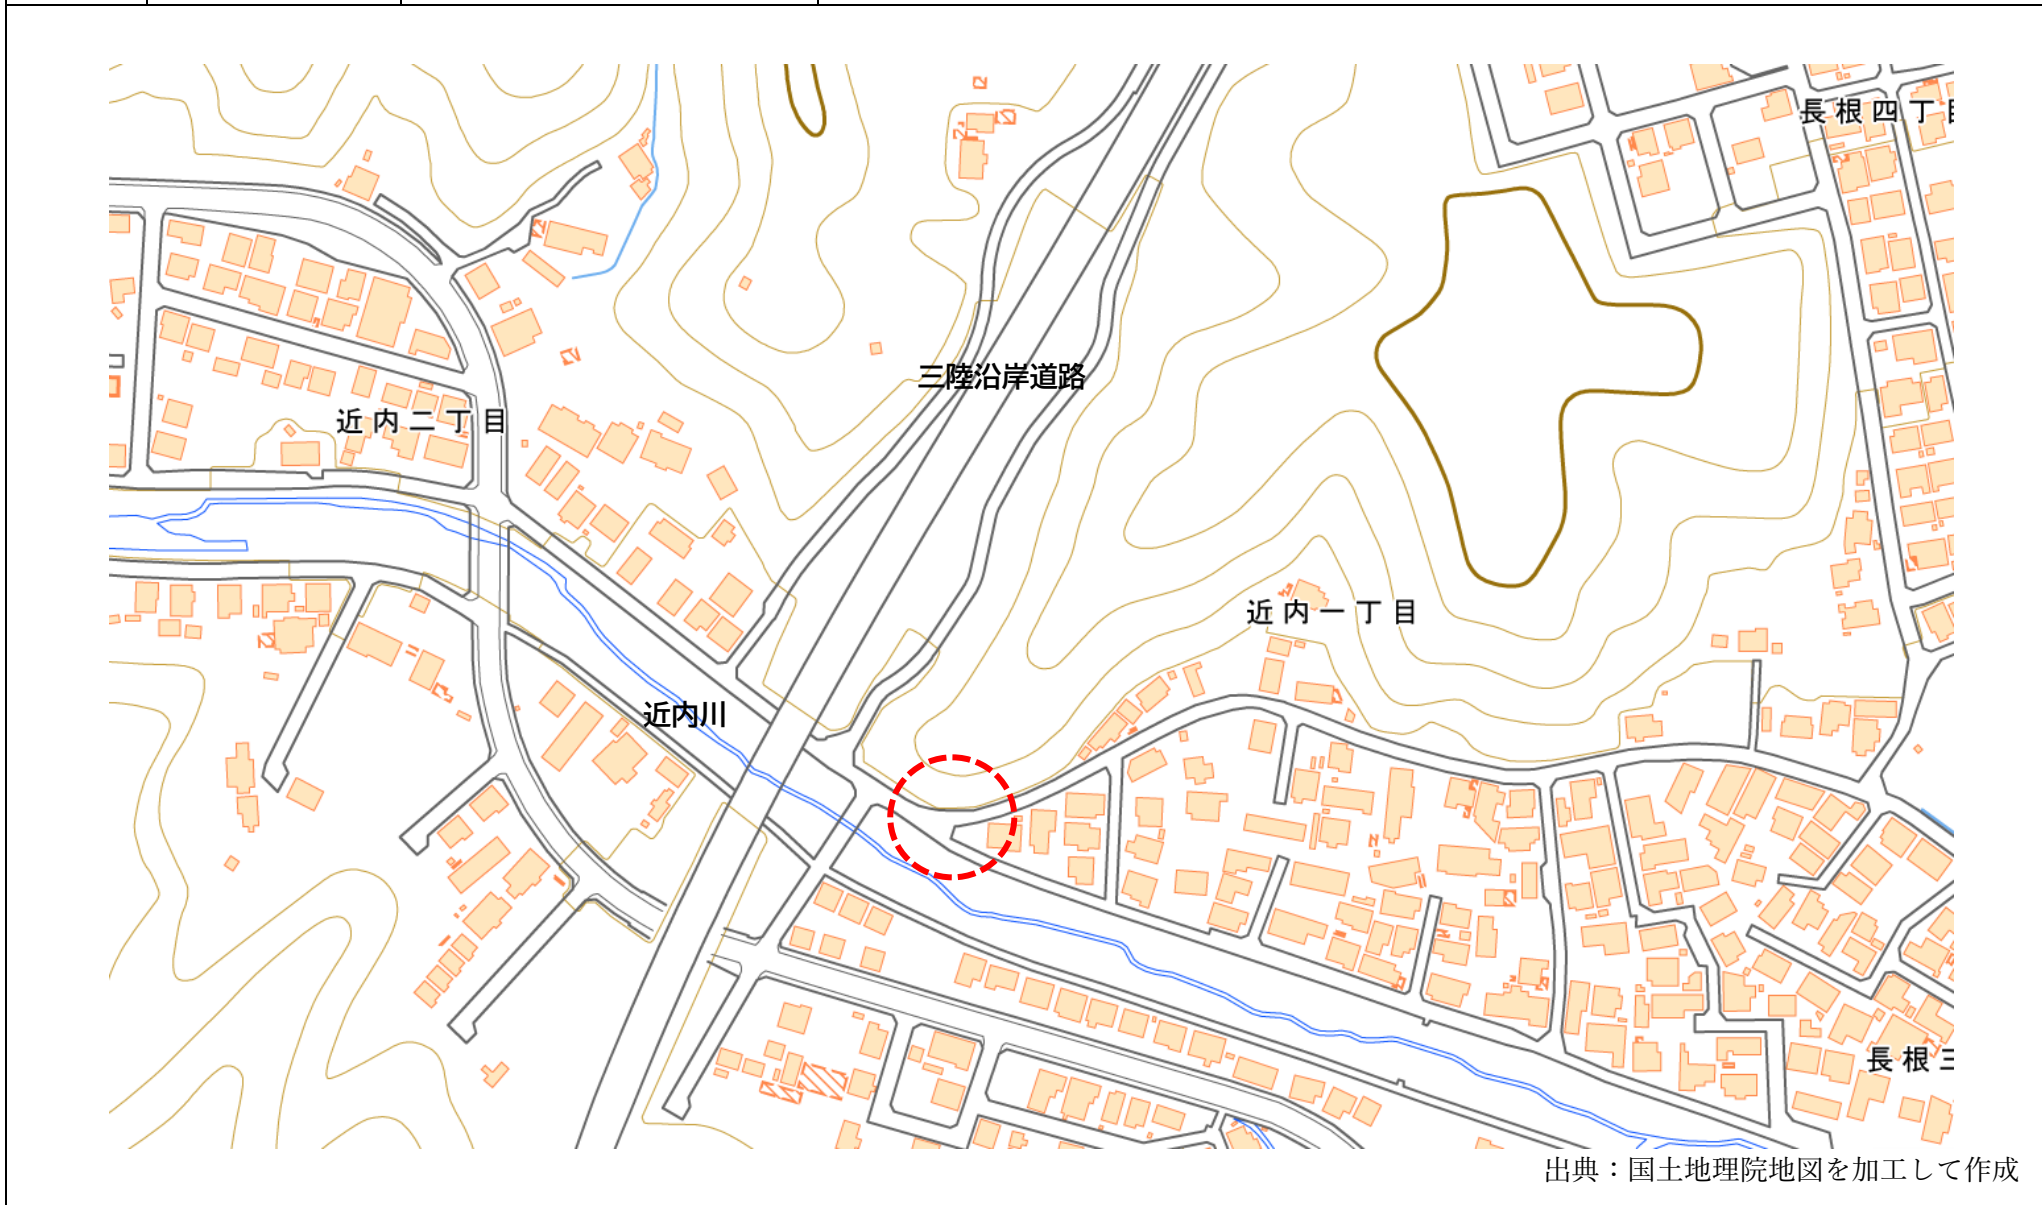 長根四丁目
三陸沿岸道路
近内二丁目
近内一丁目
近内川
長根三
出典：国土地理院地図を加工して作成